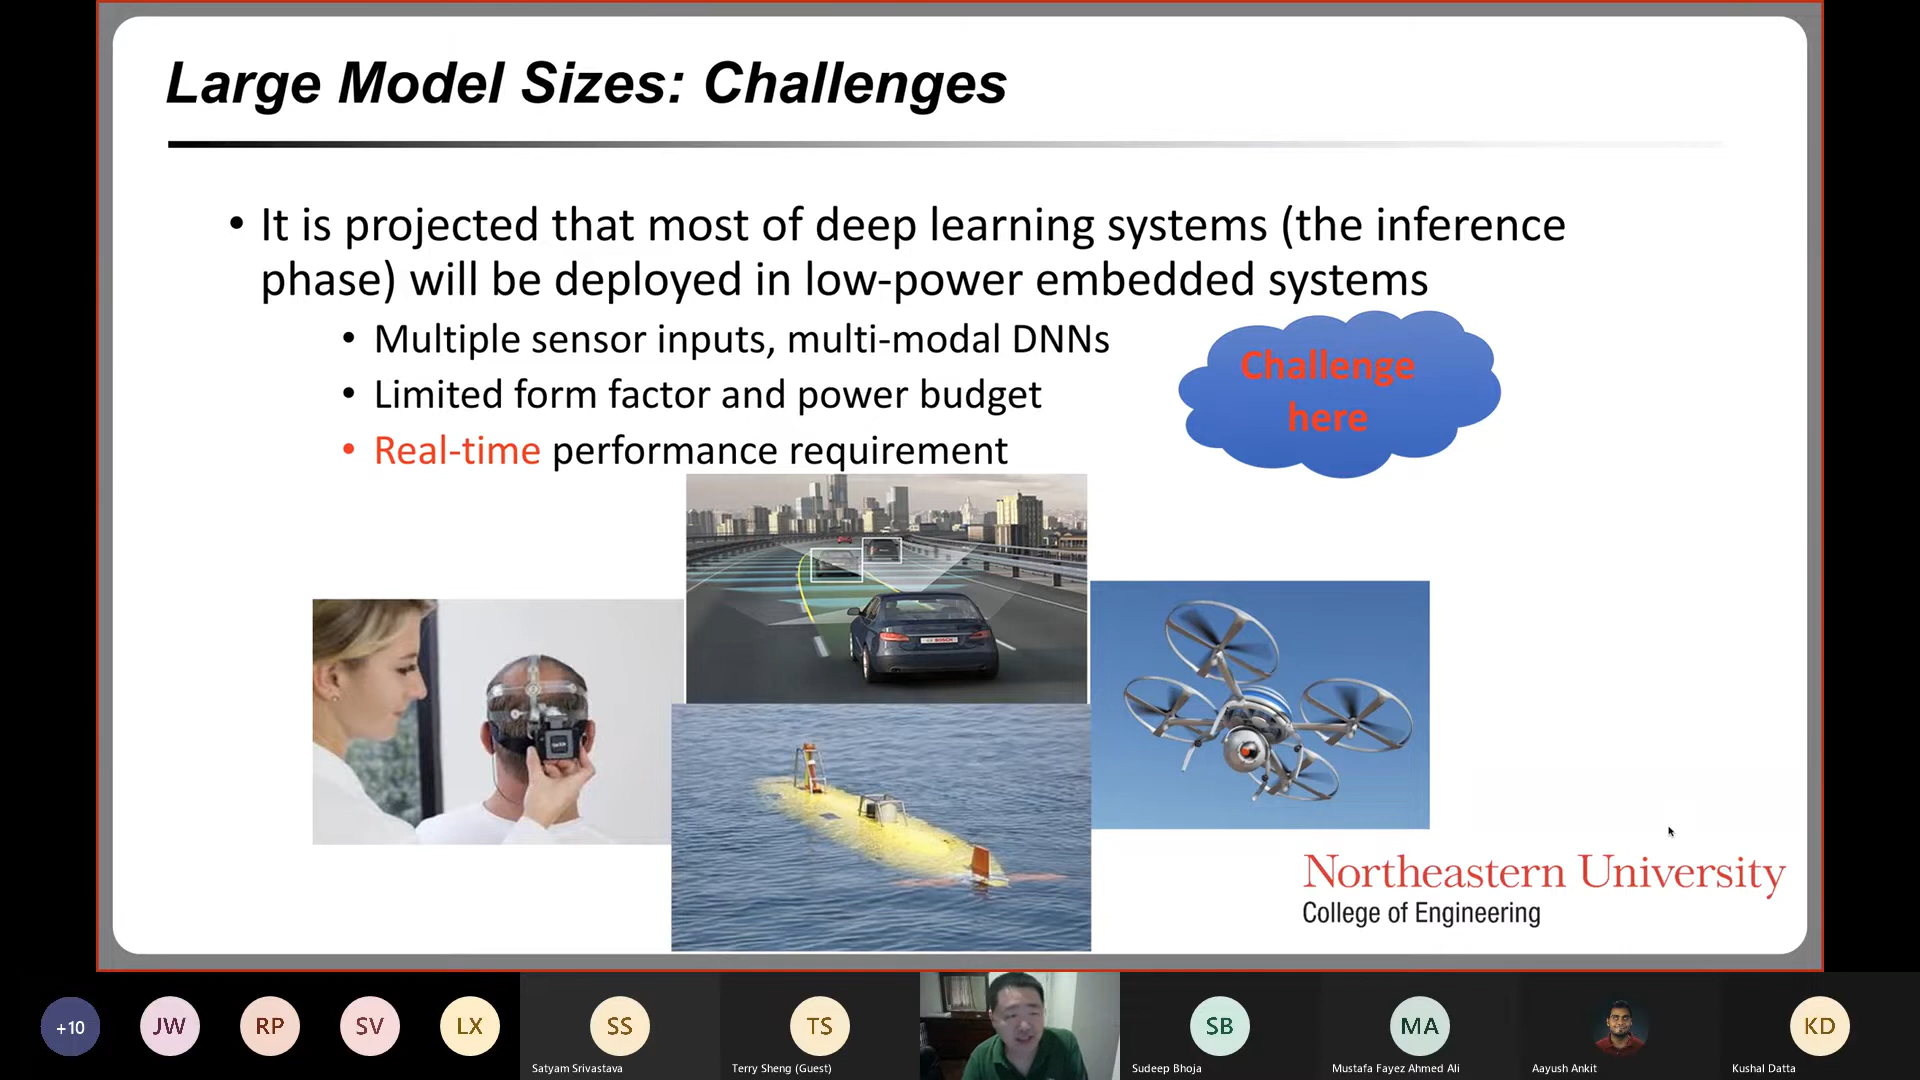 Large Model Sizes: Challenges
• It is projected that most of deep learning systems (the inference
phase) will be deployed in low-power embedded systems
• Multiple sensor inputs, multi-modal DNNs
• Limited form factor and power budget
• Real-time performance requirement
Challenge
here
BOSCH
Northeastern University
College of Engineering
+10
JW
RP
SV
LX
SS
Satyam Srivastava
TS
Terry Sheng (Guest)
SB
Sudeep Bhoja
MA
Mustafa Fayez Ahmed Ali
Aayush Ankit
KD
Kushal Datta